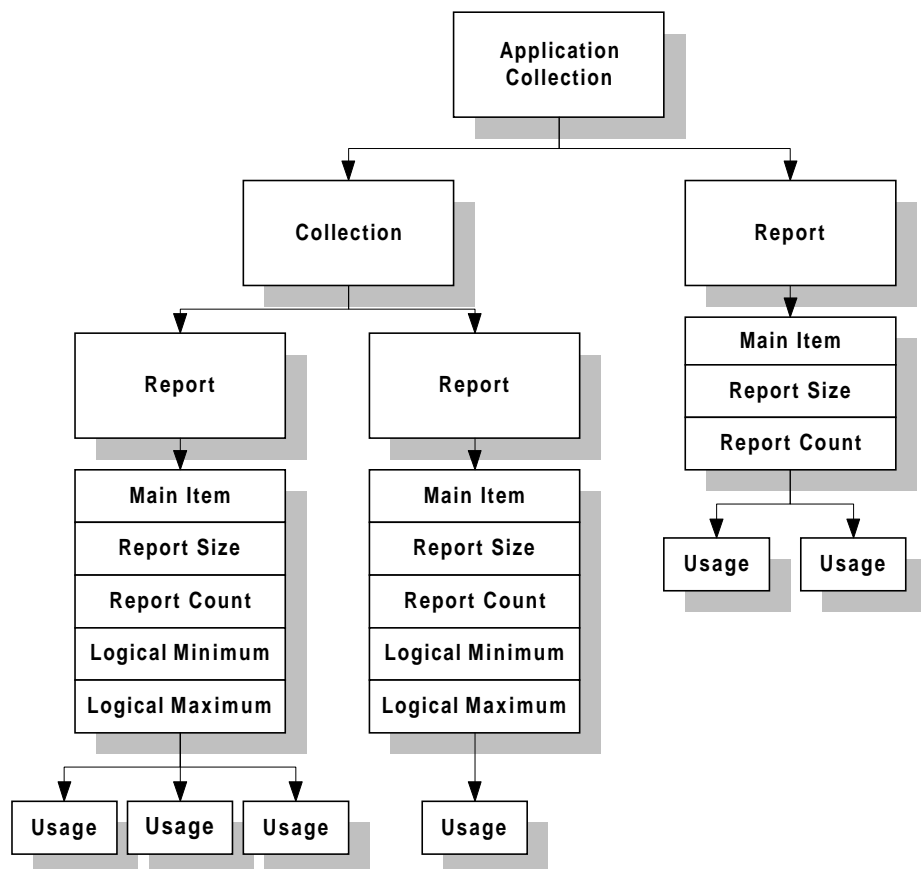 Application
Collection
Collection
Report
Report
Report
Main Item
Report Size
Report Count
Main Item
Report Size
Report Count
Logical Minimum
Logical Maximum
Main Item
Report Size
Report Count
Logical Minimum
Logical Maximum
Usage
Usage
Usage
Usage
Usage
Usage